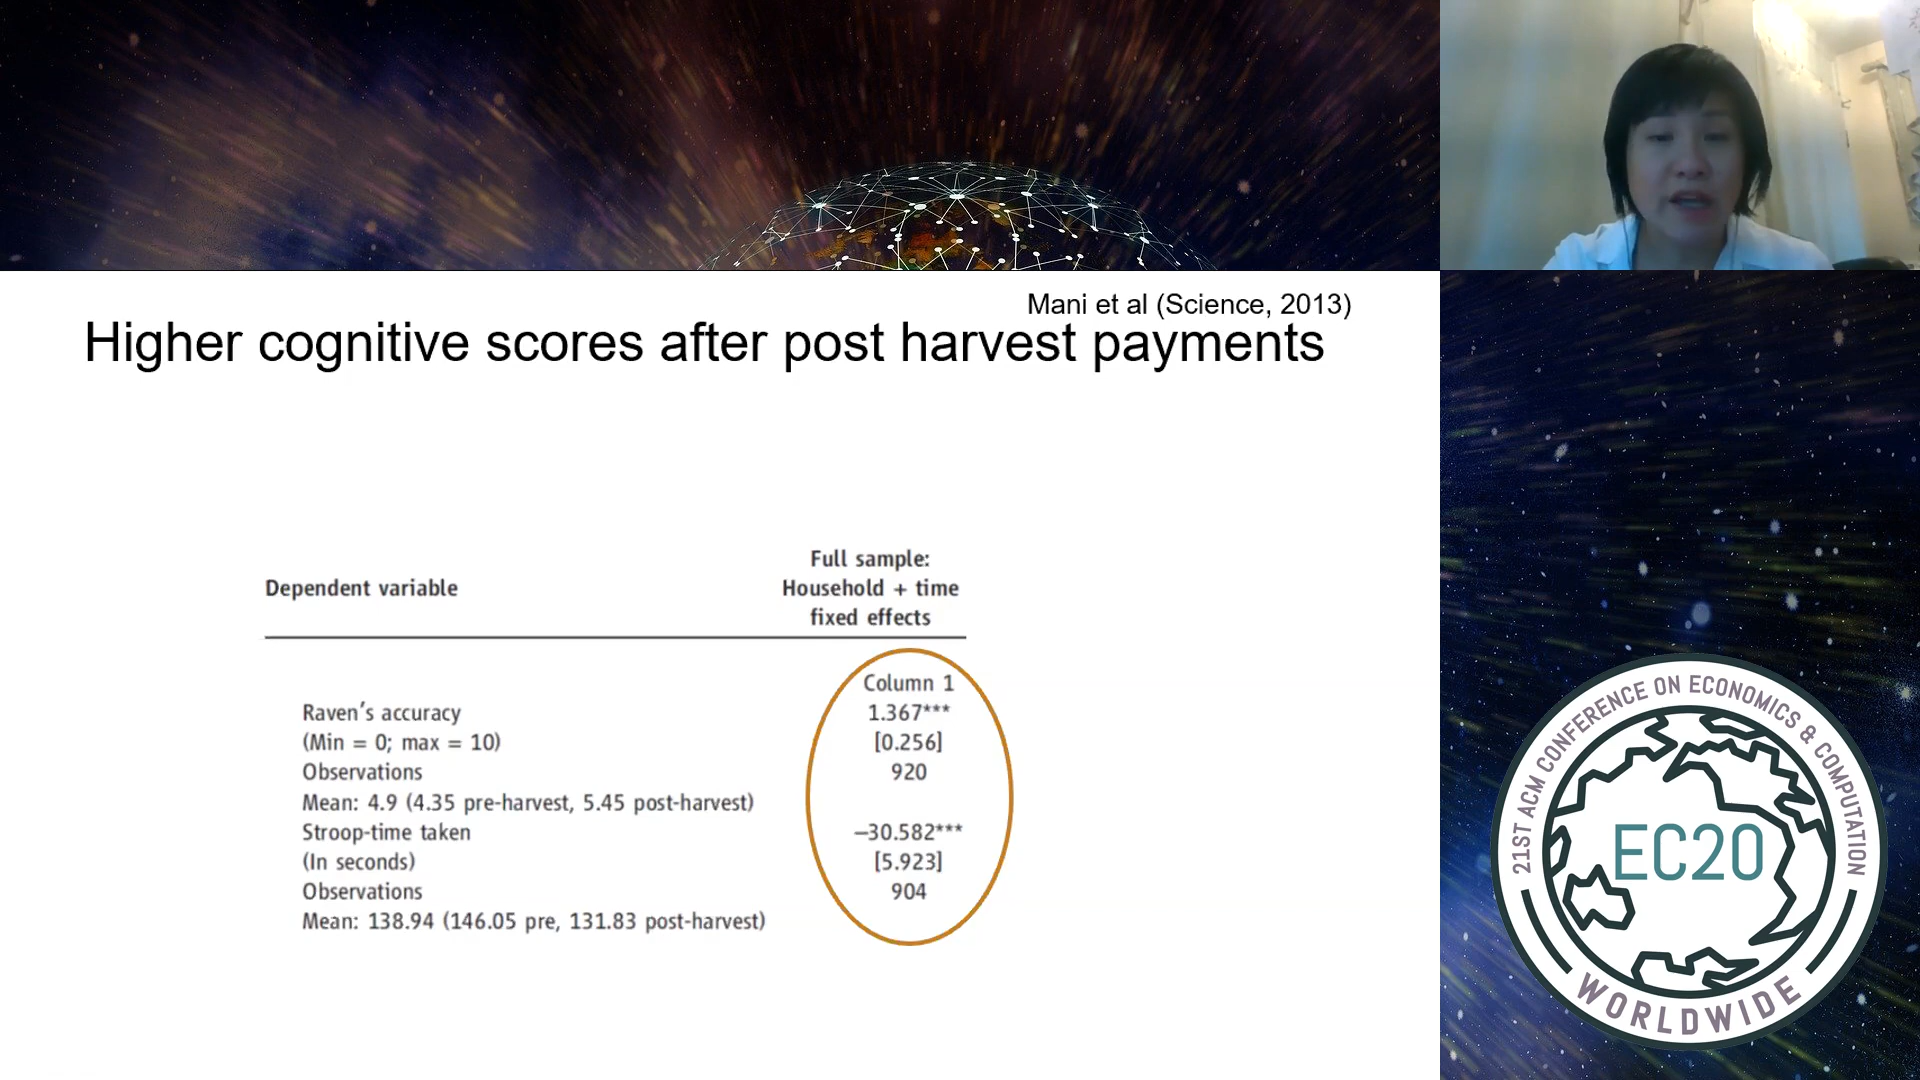 Mani et al (Science, 2013)
Higher cognitive scores after post harvest payments
Full sample:
Dependent variable Household + time
fixed effects
Column 1
Raven's accuracy 1.367***
(Min = 0; max = 10) [0.256]
Observations 920
Mean: 4.9 (4.35 pre-harvest, 5.45 post-harvest)
Stroop-time taken –30.582***
(In seconds) [5.923]
Observations 904
Mean: 138.94 (146.05 pre, 131.83 post-harvest)
21ST ACM CONFERENCE ON ECONOMICS & COMPUTATION
EC20
WORLDWIDE